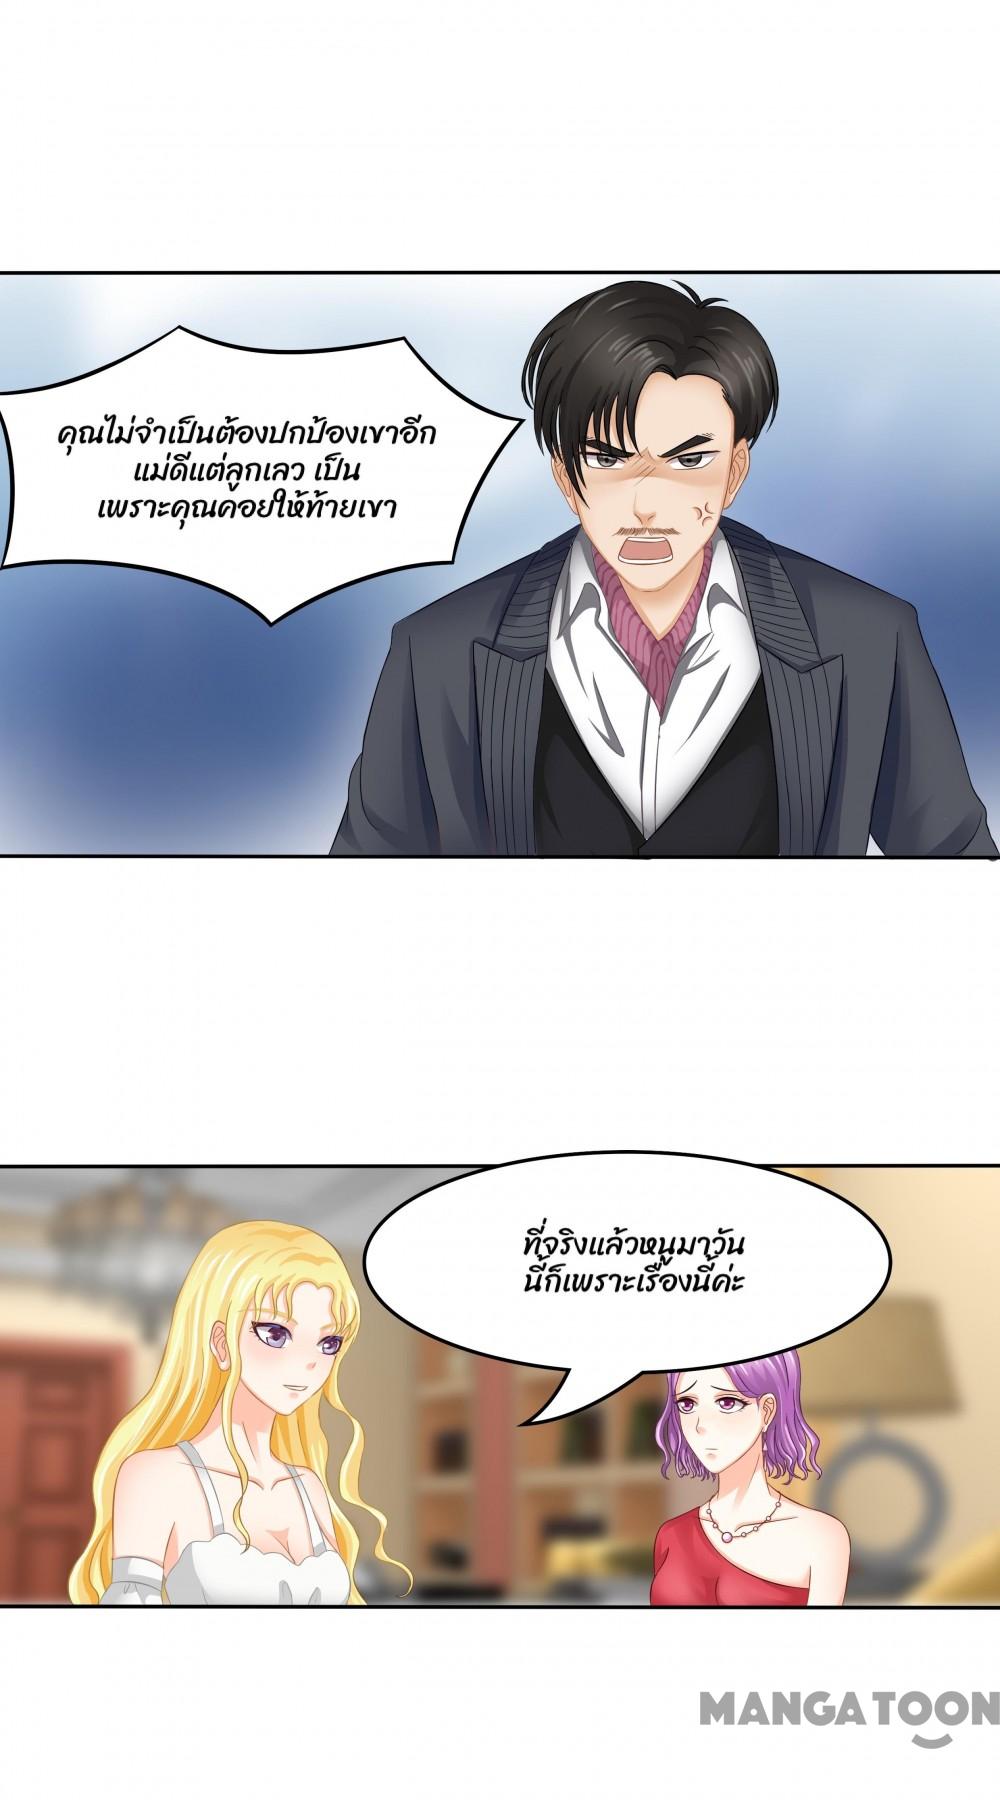 คุณไม่จำเป็นต้องปกป้องเขาอีก
แม่ดีแต่ลูกเลว เป็น
เพราะคุณคอยให้ท้ายเขา
ที่จริงแล้วหนูมาวัน
นี้ก็เพราะเรื่องนี้ค่ะ
MANGATOON